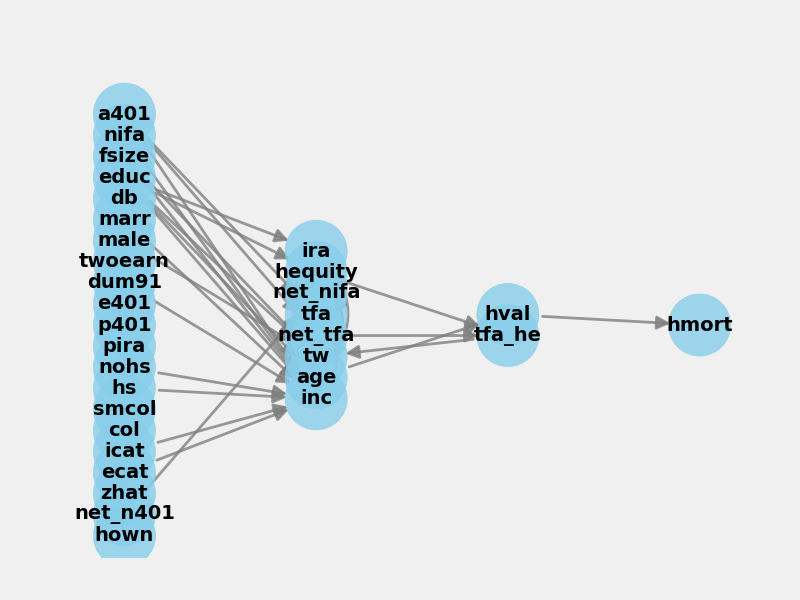 a401
nifa
fsize
educ
db
marr
male
twoearn
dum91
e401
p401
pira
nohs
hs
smcol
col
icat
ecat
zhat
net_n401
hown
ira
hequity
net_nifa
tfa
net_tfa
tw
age
inc
hval
tfa_he
hmort